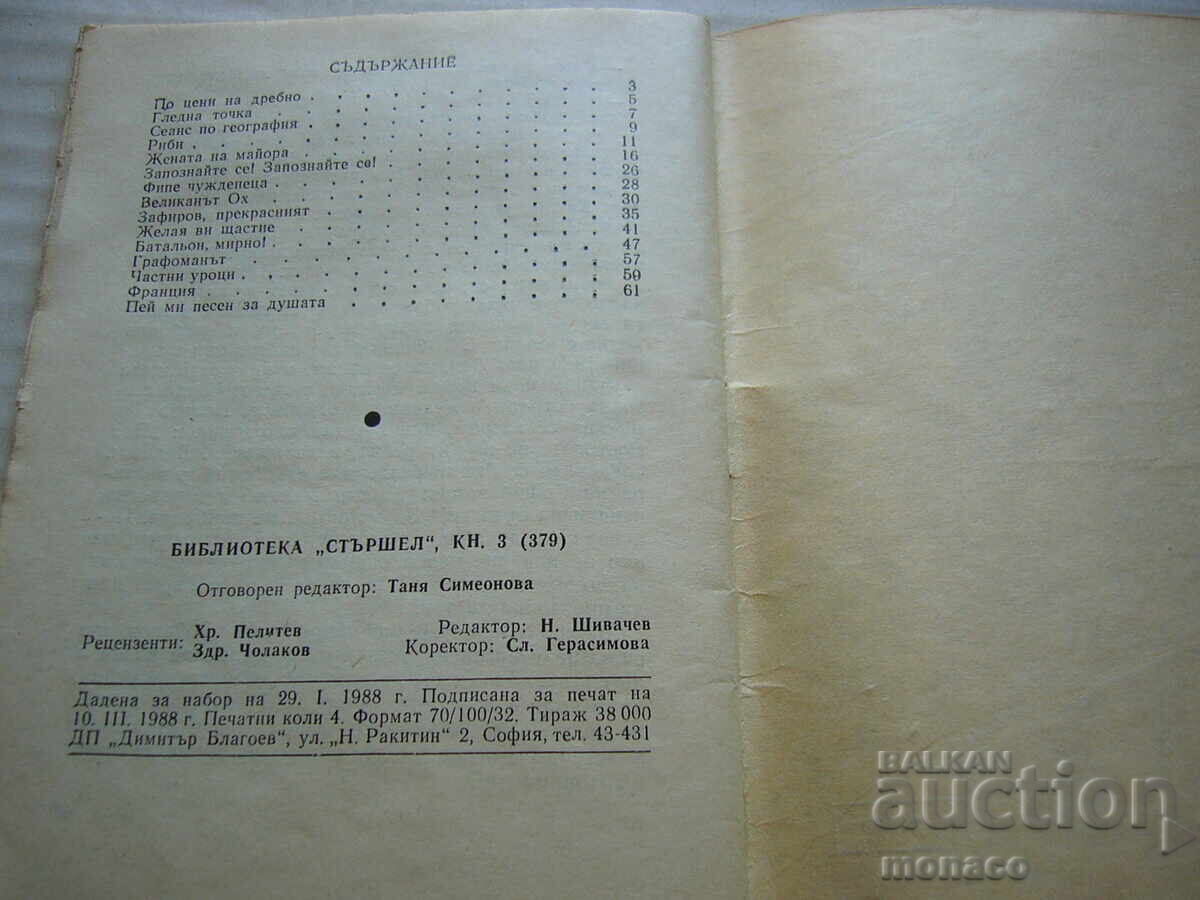 СЪДЪРЖАНИЕ
По цени на дребно . . . . . . . . . . 3
Гледна точка . . . . . . . . . . 5
Сеанс по география . . . . . . . . . . 7
Риби . . . . . . . . . . 9
Жената на майора . . . . . . . . . . 11
Запознайте се! Запознайте се! . . . . . . . . 16
Фипе чужденеца . . . . . . . . . . 26
Великанът Ох . . . . . . . . . . 28
Зафиров, прекрасният . . . . . . . . . . 30
Желая ви щастие . . . . . . . . . . 35
Батальон, мирно! . . . . . . . . . . 41
Графоманът . . . . . . . . . . 47
Частни уроци . . . . . . . . . . 57
Франция . . . . . . . . . . 59
Пей ми песен за душата . . . . . . . . . . 61
БИБЛИОТЕКА „СТЪРШЕЛ“, КН. 3 (379)
Отговорен редактор: Таня Симеонова
Рецензенти: Хр. Пелитев
Здр. Чолаков
Редактор: Н. Шивачев
Коректор: Сл. Герасимова
Дадена за набор на 29. I. 1988 г. Подписана за печат на
10. III. 1988 г. Печатни коли 4. Формат 70/100/32. Тираж 38 000
ДП „Димитър Благоев“, ул. „Н. Ракитин“ 2, София, тел. 43-431
BALKAN
auction
monaco